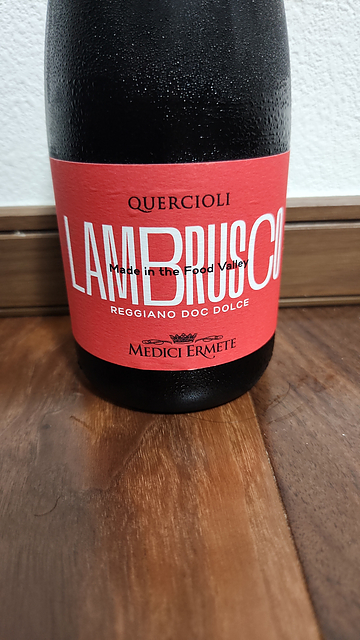 QUERCIOLI
LAMBRUSCO
Made in the Food Valley
REGGIANO DOC DOLCE
MEDICI ERMETE